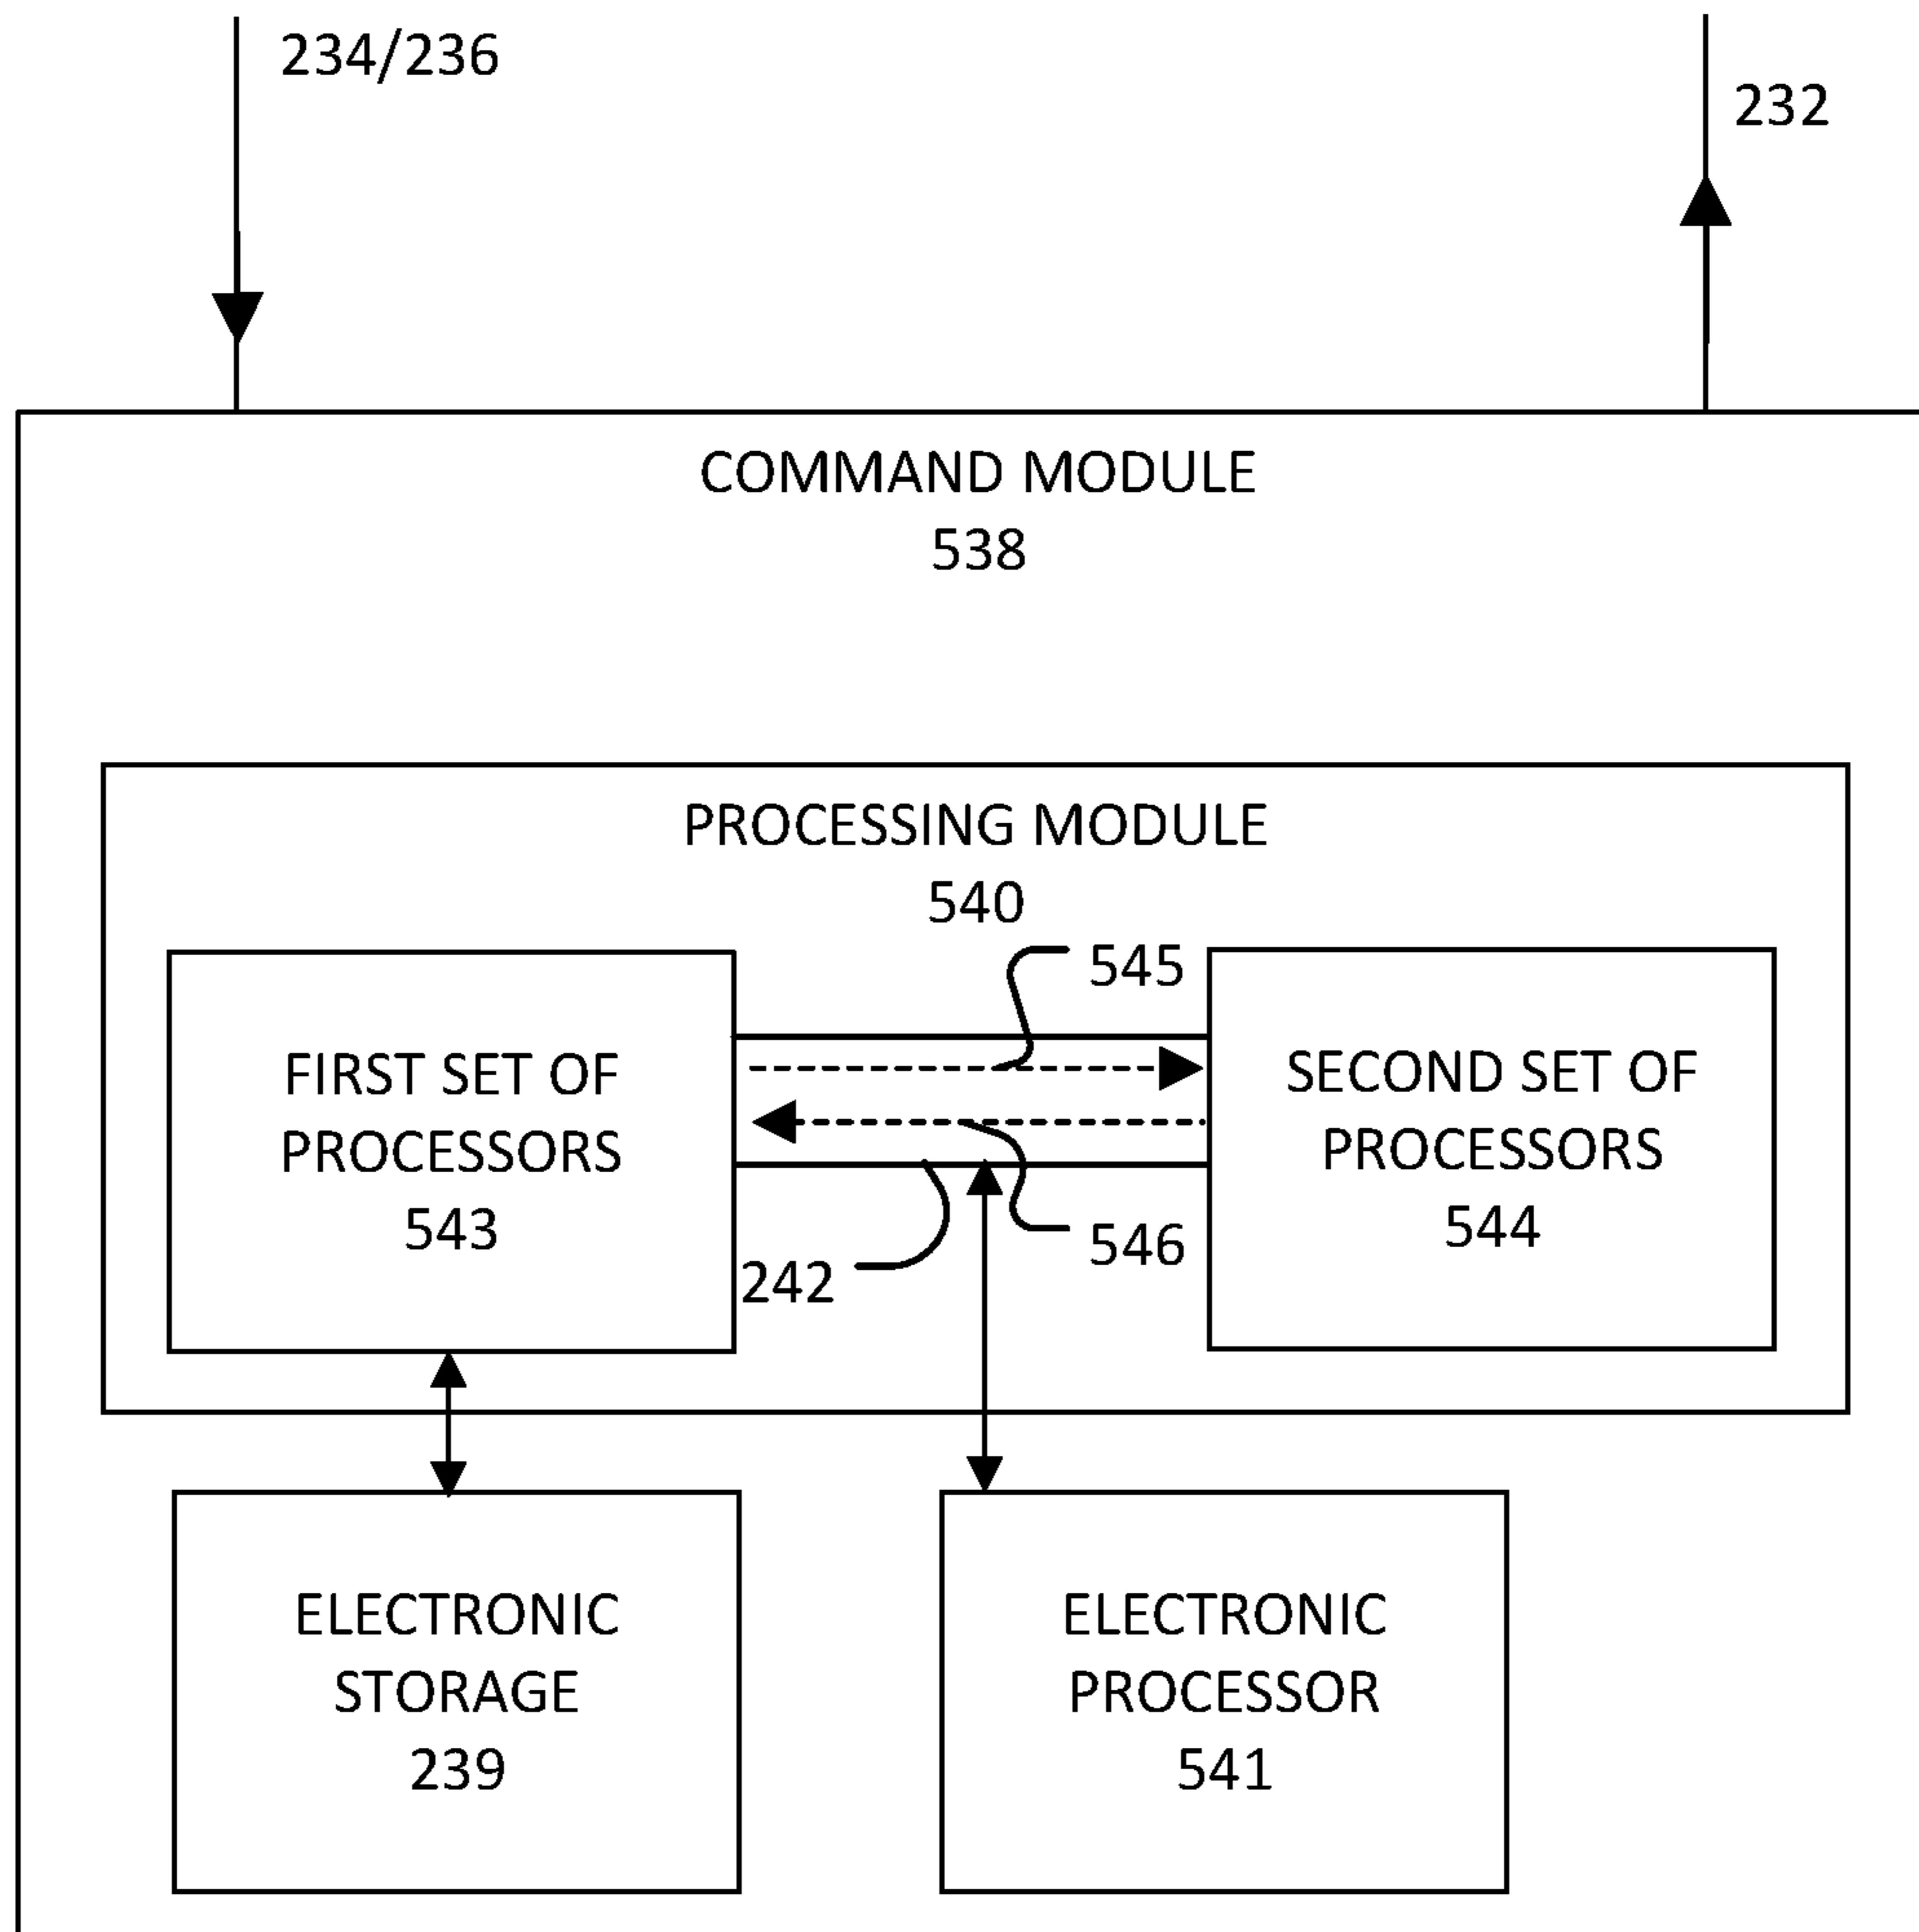 234/236
232
COMMAND MODULE
538
PROCESSING MODULE
540
545
FIRST SET OF
PROCESSORS
543
SECOND SET OF
PROCESSORS
544
546
242
ELECTRONIC
STORAGE
239
ELECTRONIC
PROCESSOR
541